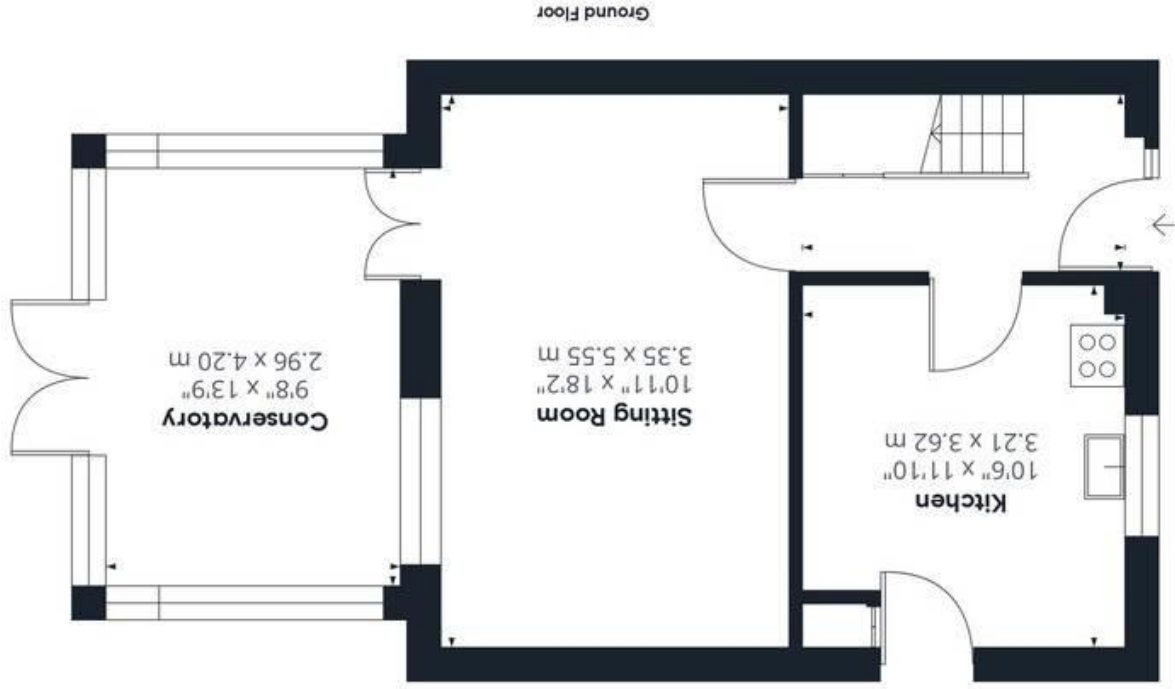 Kitchen
10'6" x 11'10"
3.21 x 3.62 m
Sitting Room
10'11" x 18'2"
3.35 x 5.55 m
Conservatory
9'8" x 13'9"
2.96 x 4.20 m
Ground Floor